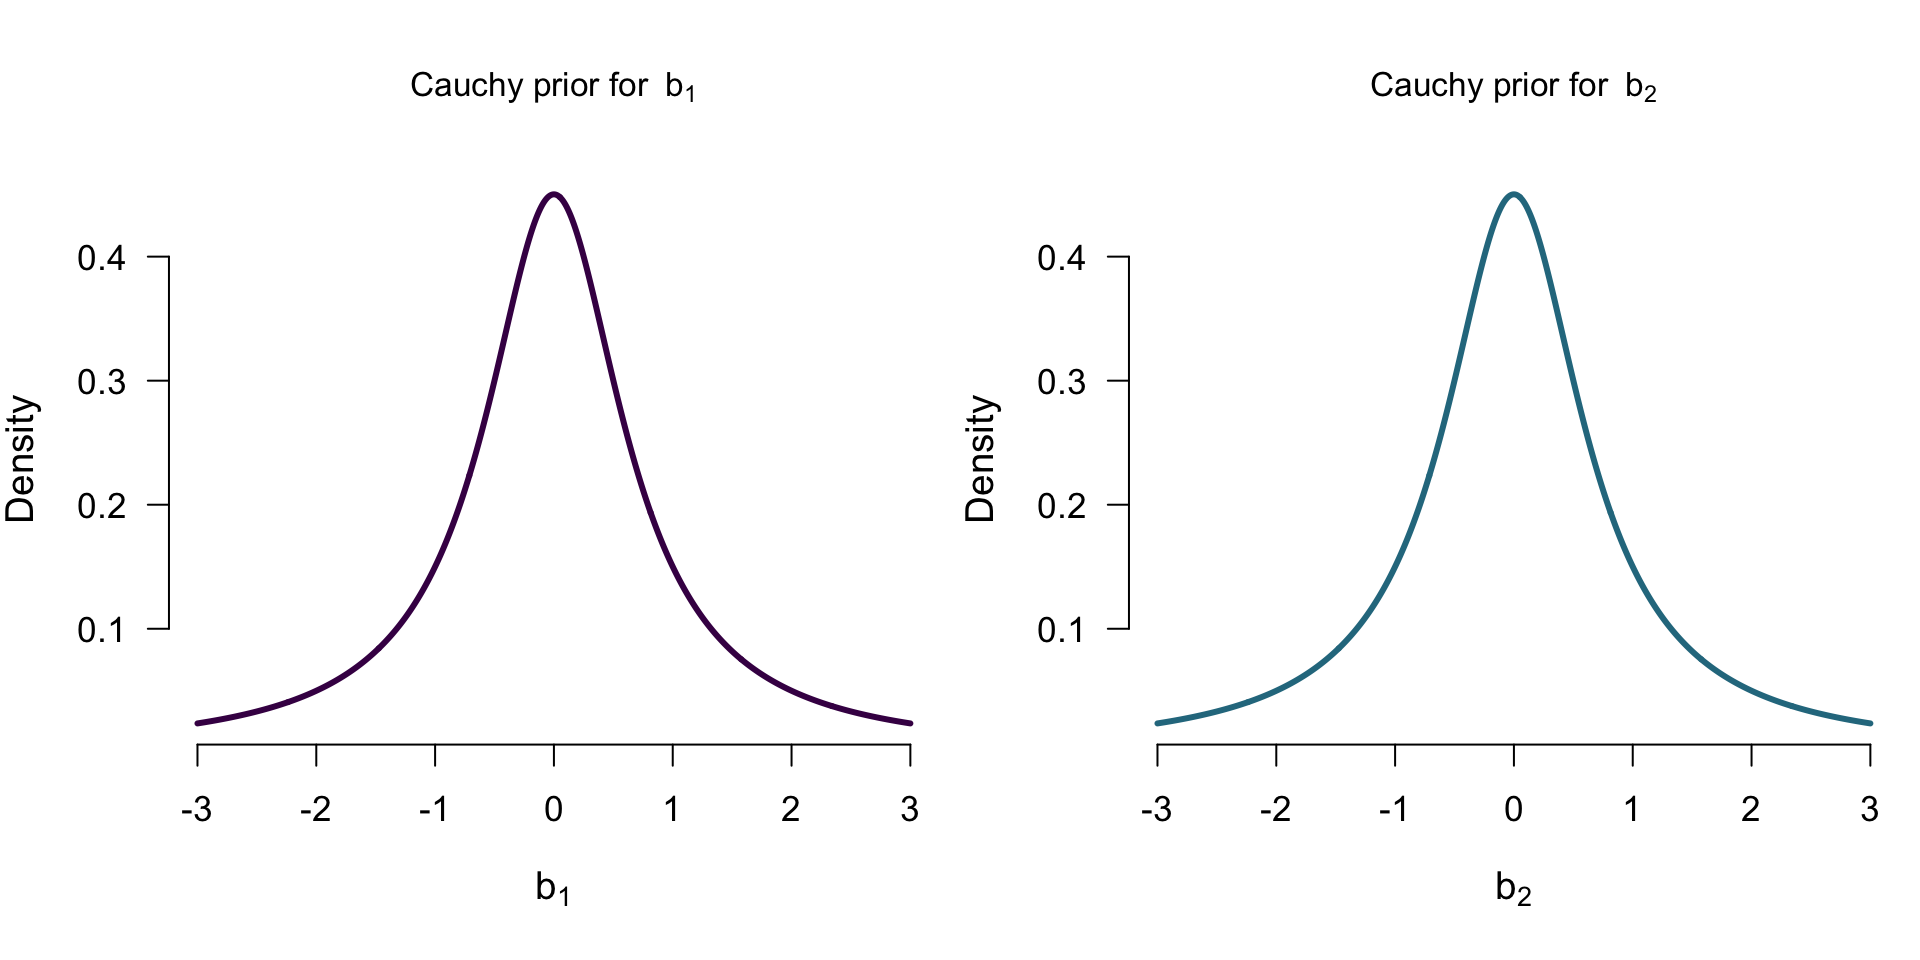 Cauchy prior for b₁
Density
0.4
0.3
0.2
0.1
-3 -2 -1 0 1 2 3
b₁
Cauchy prior for b₂
Density
0.4
0.3
0.2
0.1
-3 -2 -1 0 1 2 3
b₂